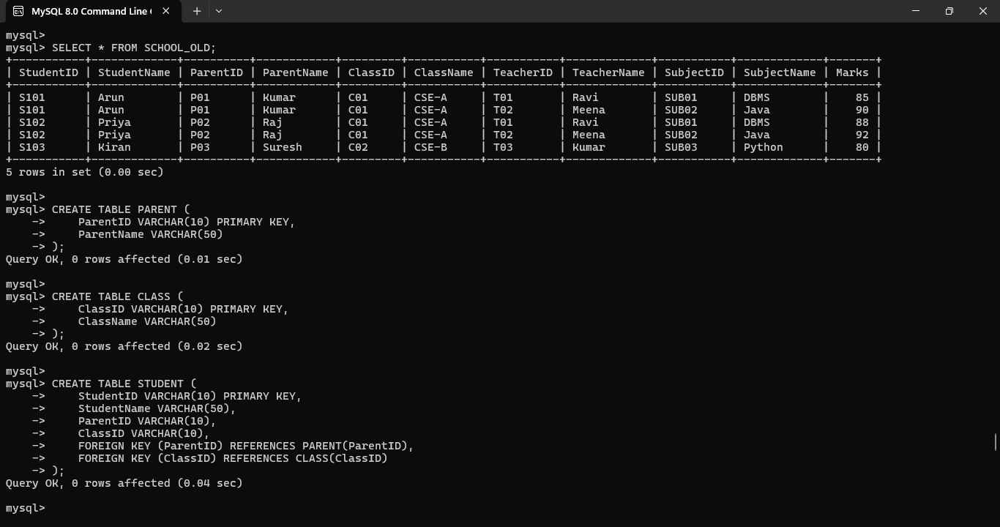 MySQL 8.0 Command Line
mysql>
mysql> SELECT * FROM SCHOOL_OLD;
+-----------+-------------+----------+------------+---------+-----------+-----------+-------------+-----------+-------------+-------+
| StudentID | StudentName | ParentID | ParentName | ClassID | ClassName | TeacherID | TeacherName | SubjectID | SubjectName | Marks |
+-----------+-------------+----------+------------+---------+-----------+-----------+-------------+-----------+-------------+-------+
| S101      | Arun        | P01      | Kumar      | C01     | CSE-A     | T01       | Ravi        | SUB01     | DBMS        |    85 |
| S101      | Arun        | P01      | Kumar      | C01     | CSE-A     | T02       | Meena       | SUB02     | Java        |    90 |
| S102      | Priya       | P02      | Raj        | C01     | CSE-A     | T01       | Ravi        | SUB01     | DBMS        |    88 |
| S102      | Priya       | P02      | Raj        | C01     | CSE-A     | T02       | Meena       | SUB02     | Java        |    92 |
| S103      | Kiran       | P03      | Suresh     | C02     | CSE-B     | T03       | Kumar       | SUB03     | Python      |    80 |
+-----------+-------------+----------+------------+---------+-----------+-----------+-------------+-----------+-------------+-------+
5 rows in set (0.00 sec)

mysql>
mysql> CREATE TABLE PARENT (
    ->     ParentID VARCHAR(10) PRIMARY KEY,
    ->     ParentName VARCHAR(50)
    -> );
Query OK, 0 rows affected (0.01 sec)

mysql>
mysql> CREATE TABLE CLASS (
    ->     ClassID VARCHAR(10) PRIMARY KEY,
    ->     ClassName VARCHAR(50)
    -> );
Query OK, 0 rows affected (0.02 sec)

mysql>
mysql> CREATE TABLE STUDENT (
    ->     StudentID VARCHAR(10) PRIMARY KEY,
    ->     StudentName VARCHAR(50),
    ->     ParentID VARCHAR(10),
    ->     ClassID VARCHAR(10),
    ->     FOREIGN KEY (ParentID) REFERENCES PARENT(ParentID),
    ->     FOREIGN KEY (ClassID) REFERENCES CLASS(ClassID)
    -> );
Query OK, 0 rows affected (0.04 sec)

mysql>